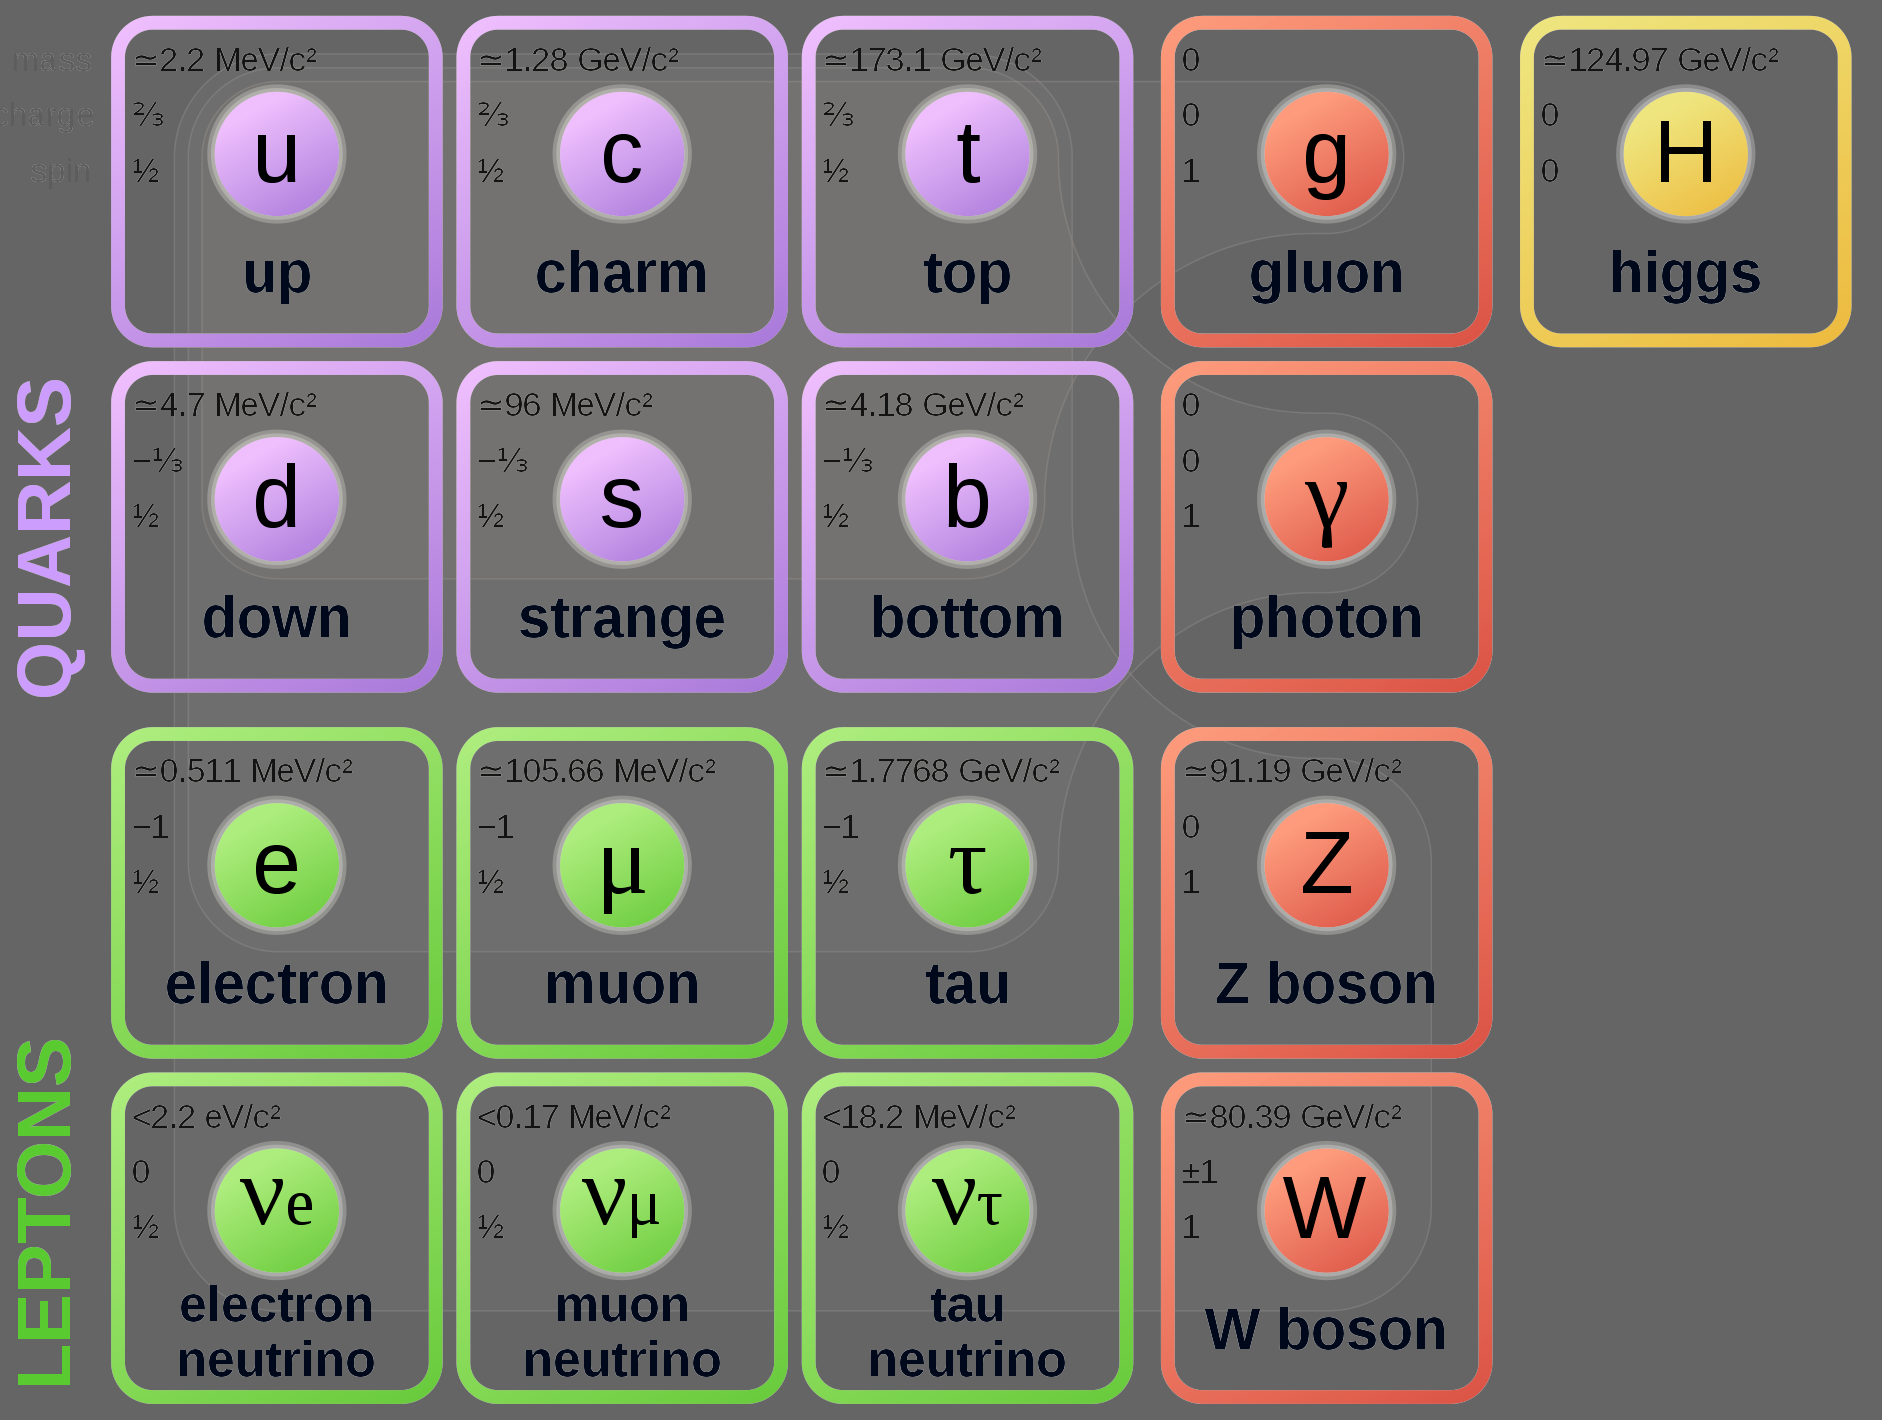 mass
charge
spin
≃2.2 MeV/c²
⅔
½
u
up
≃1.28 GeV/c²
⅔
½
c
charm
≃173.1 GeV/c²
⅔
½
t
top
0
0
1
g
gluon
≃124.97 GeV/c²
0
0
H
higgs
QUARKS
≃4.7 MeV/c²
−⅓
½
d
down
≃96 MeV/c²
−⅓
½
s
strange
≃4.18 GeV/c²
−⅓
½
b
bottom
0
0
1
γ
photon
LEPTONS
≃0.511 MeV/c²
−1
½
e
electron
≃105.66 MeV/c²
−1
½
μ
muon
≃1.7768 GeV/c²
−1
½
τ
tau
≃91.19 GeV/c²
0
1
Z
Z boson
<2.2 eV/c²
0
½
νe
electron
neutrino
<0.17 MeV/c²
0
½
νμ
muon
neutrino
<18.2 MeV/c²
0
½
ντ
tau
neutrino
≃80.39 GeV/c²
±1
1
W
W boson